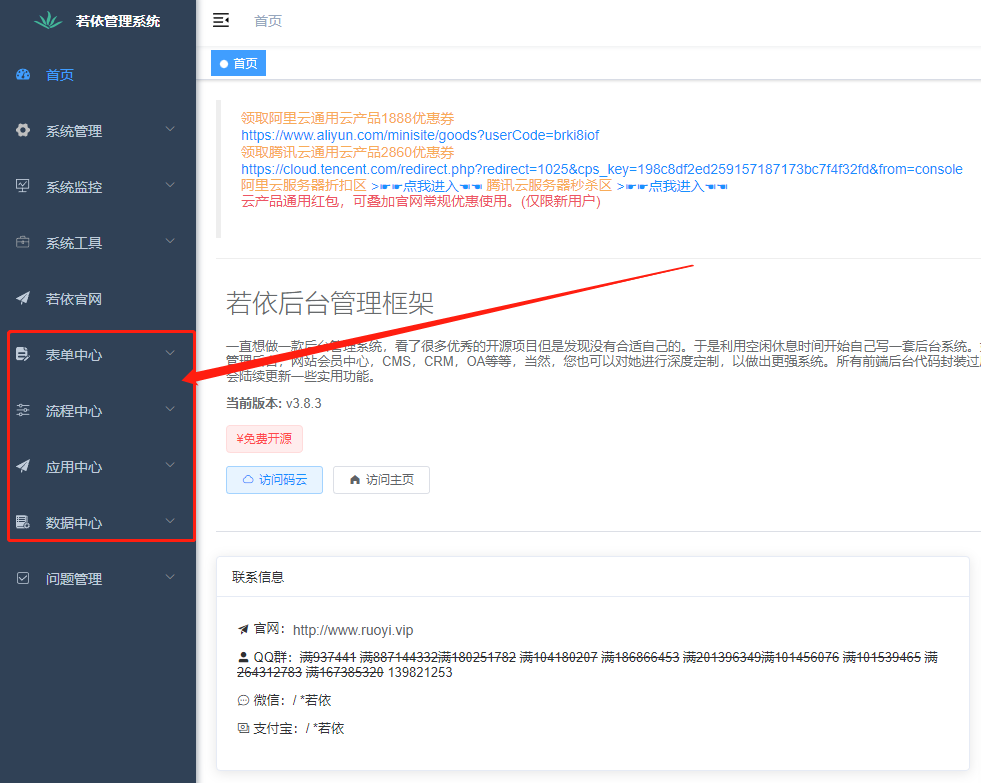 若依管理系统
首页
首页
首页
系统管理
系统监控
系统工具
若依官网
表单中心
流程中心
应用中心
数据中心
问题管理
领取阿里云通用云产品1888优惠券
https://www.aliyun.com/minisite/goods?userCode=brki8iof
领取腾讯云通用云产品2860优惠券
https://cloud.tencent.com/redirect.php?redirect=1025&cps_key=198c8df2ed259157187173bc7f4f32fd&from=console
阿里云服务器折扣区 >☛☛点我进入☚☚ 腾讯云服务器秒杀区 >☛☛点我进入☚☚
云产品通用红包，可叠加官网常规优惠使用。(仅限新用户)
若依后台管理框架
一直想做一款后台管理系统，看了很多优秀的开源项目但是发现没有合适自己的。于是利用空闲休息时间开始自己写一套后台系统。
管理后台，网站会员中心，CMS，CRM，OA等等，当然，您也可以对她进行深度定制，以做出更强系统。所有前端后台代码封装过
会陆续更新一些实用功能。
当前版本: v3.8.3
¥免费开源
访问码云
访问主页
联系信息
官网：http://www.ruoyi.vip
QQ群：满937441 满887144332满180251782 满104180207 满186866453 满201396349满101456076 满101539465 满
264312783 满167385320 139821253
微信：/ *若依
支付宝：/ *若依